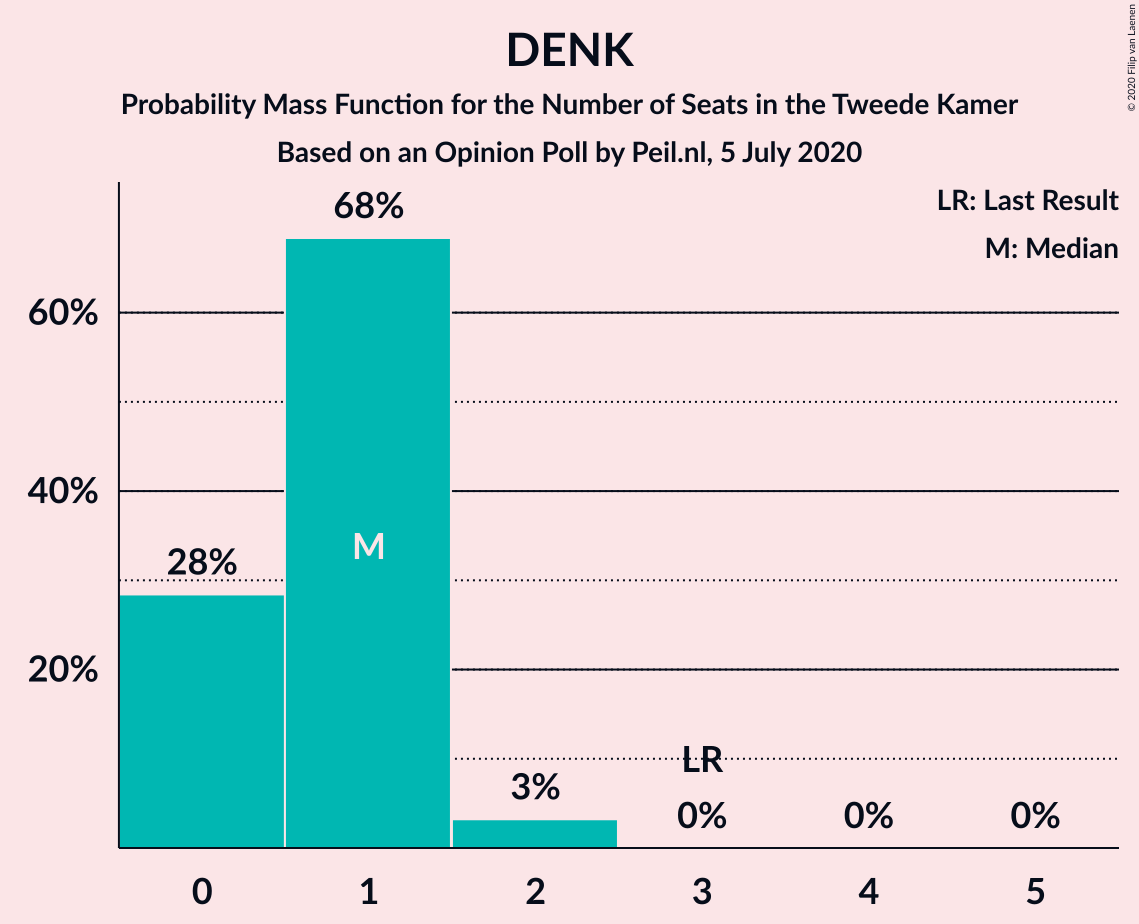 DENK
Probability Mass Function for the Number of Seats in the Tweede Kamer
Based on an Opinion Poll by Peil.nl, 5 July 2020
© 2020 Filip van Laenen
LR: Last Result
M: Median
68%
60%
40%
28%
M
20%
LR
3%
0%
0%
0%
0 1 2 3 4 5